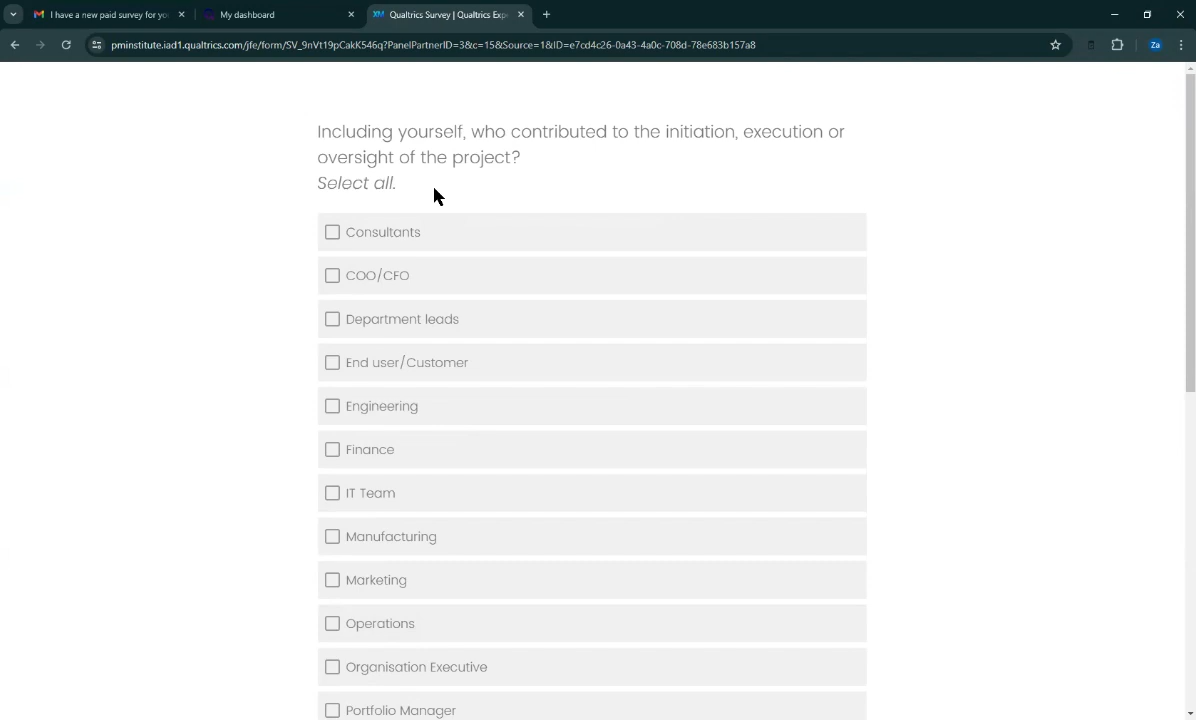 I have a new paid survey for yo
My dashboard
XM Qualtrics Survey | Qualtrics Exp
pminstitute.iad1.qualtrics.com/jfe/form/SV_9nVt19pCakK546q?PanelPartnerID=3&c=15&Source=1&ID=e7cd4c26-0a43-4a0c-708d-78e683b157a8
Za
Including yourself, who contributed to the initiation, execution or
oversight of the project?
Select all.
Consultants
COO/CFO
Department leads
End user/Customer
Engineering
Finance
IT Team
Manufacturing
Marketing
Operations
Organisation Executive
Portfolio Manager